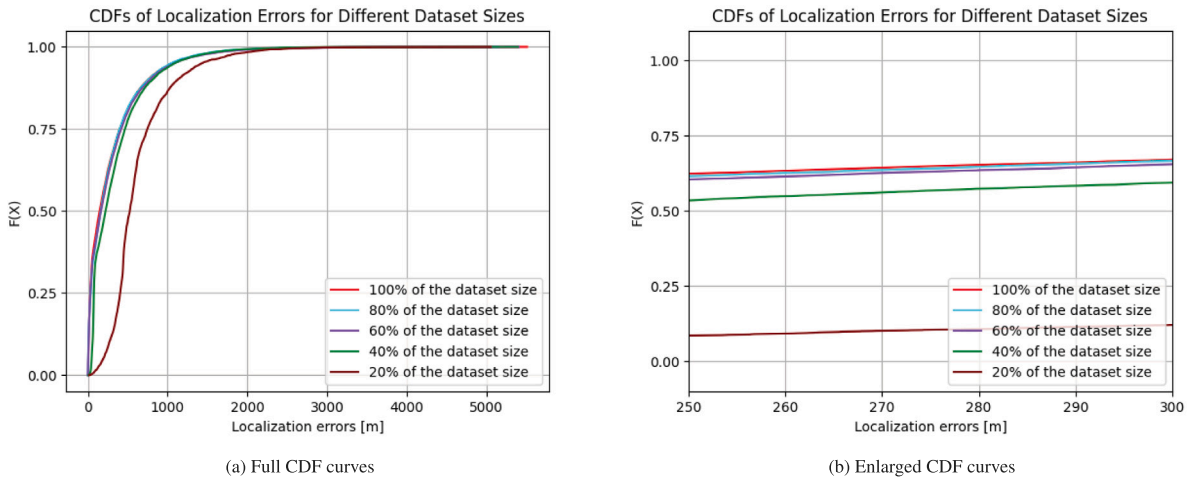 CDFs of Localization Errors for Different Dataset Sizes
1.00
0.75
0.50
0.25
0.00
F(X)
0 1000 2000 3000 4000 5000
Localization errors [m]
100% of the dataset size
80% of the dataset size
60% of the dataset size
40% of the dataset size
20% of the dataset size
(a) Full CDF curves
CDFs of Localization Errors for Different Dataset Sizes
1.00
0.75
0.50
0.25
0.00
F(X)
250 260 270 280 290 300
Localization errors [m]
100% of the dataset size
80% of the dataset size
60% of the dataset size
40% of the dataset size
20% of the dataset size
(b) Enlarged CDF curves